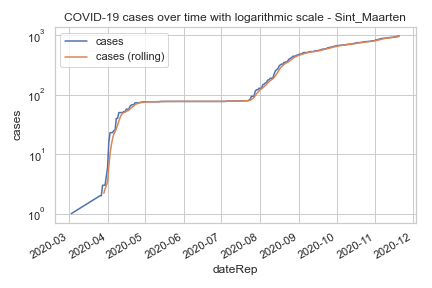 COVID-19 cases over time with logarithmic scale - Sint_Maarten
cases
cases (rolling)
10³
10²
10¹
10⁰
cases
2020-03
2020-04
2020-05
2020-06
2020-07
2020-08
2020-09
2020-10
2020-11
2020-12
dateRep